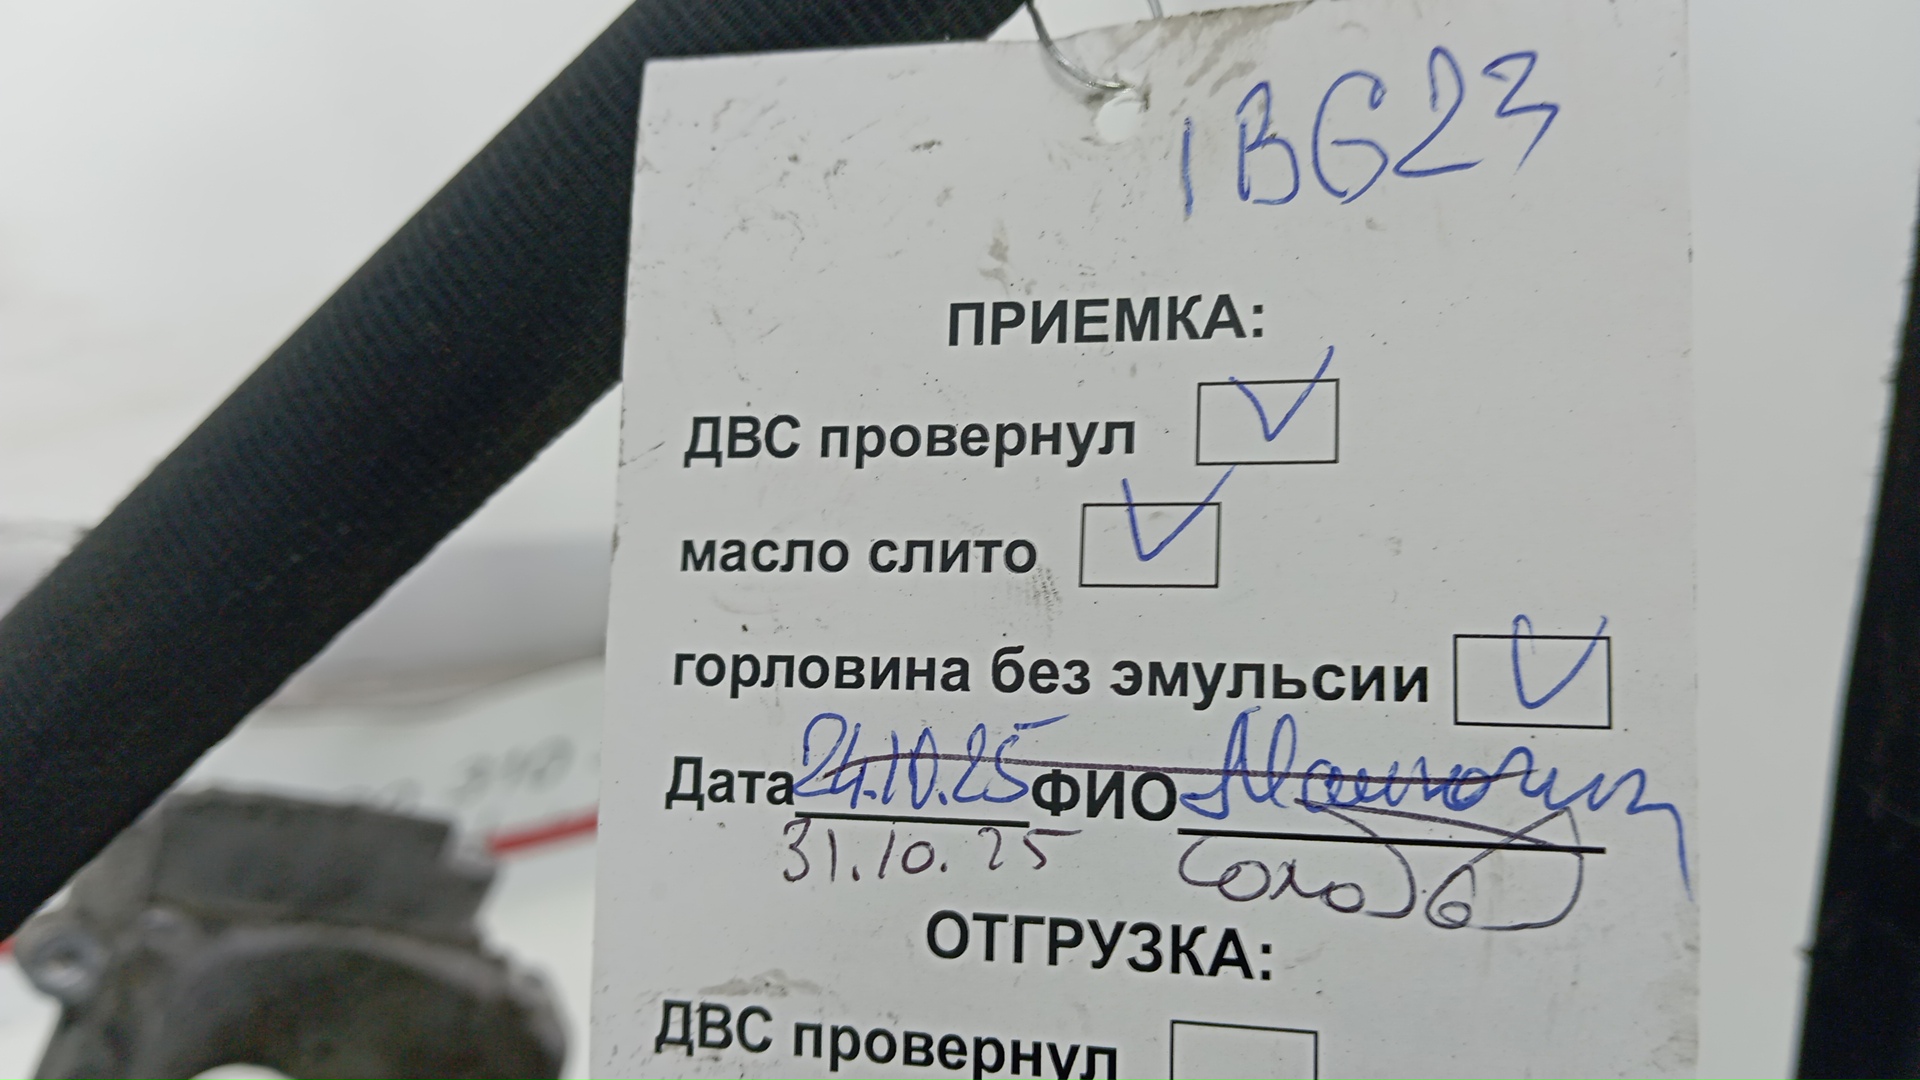 1BG23
ПРИЕМКА:
ДВС провернул
масло слито
горловина без эмульсии
Дата 24.10.25 ФИО
31.10.25
ОТГРУЗКА:
ДВС провернул